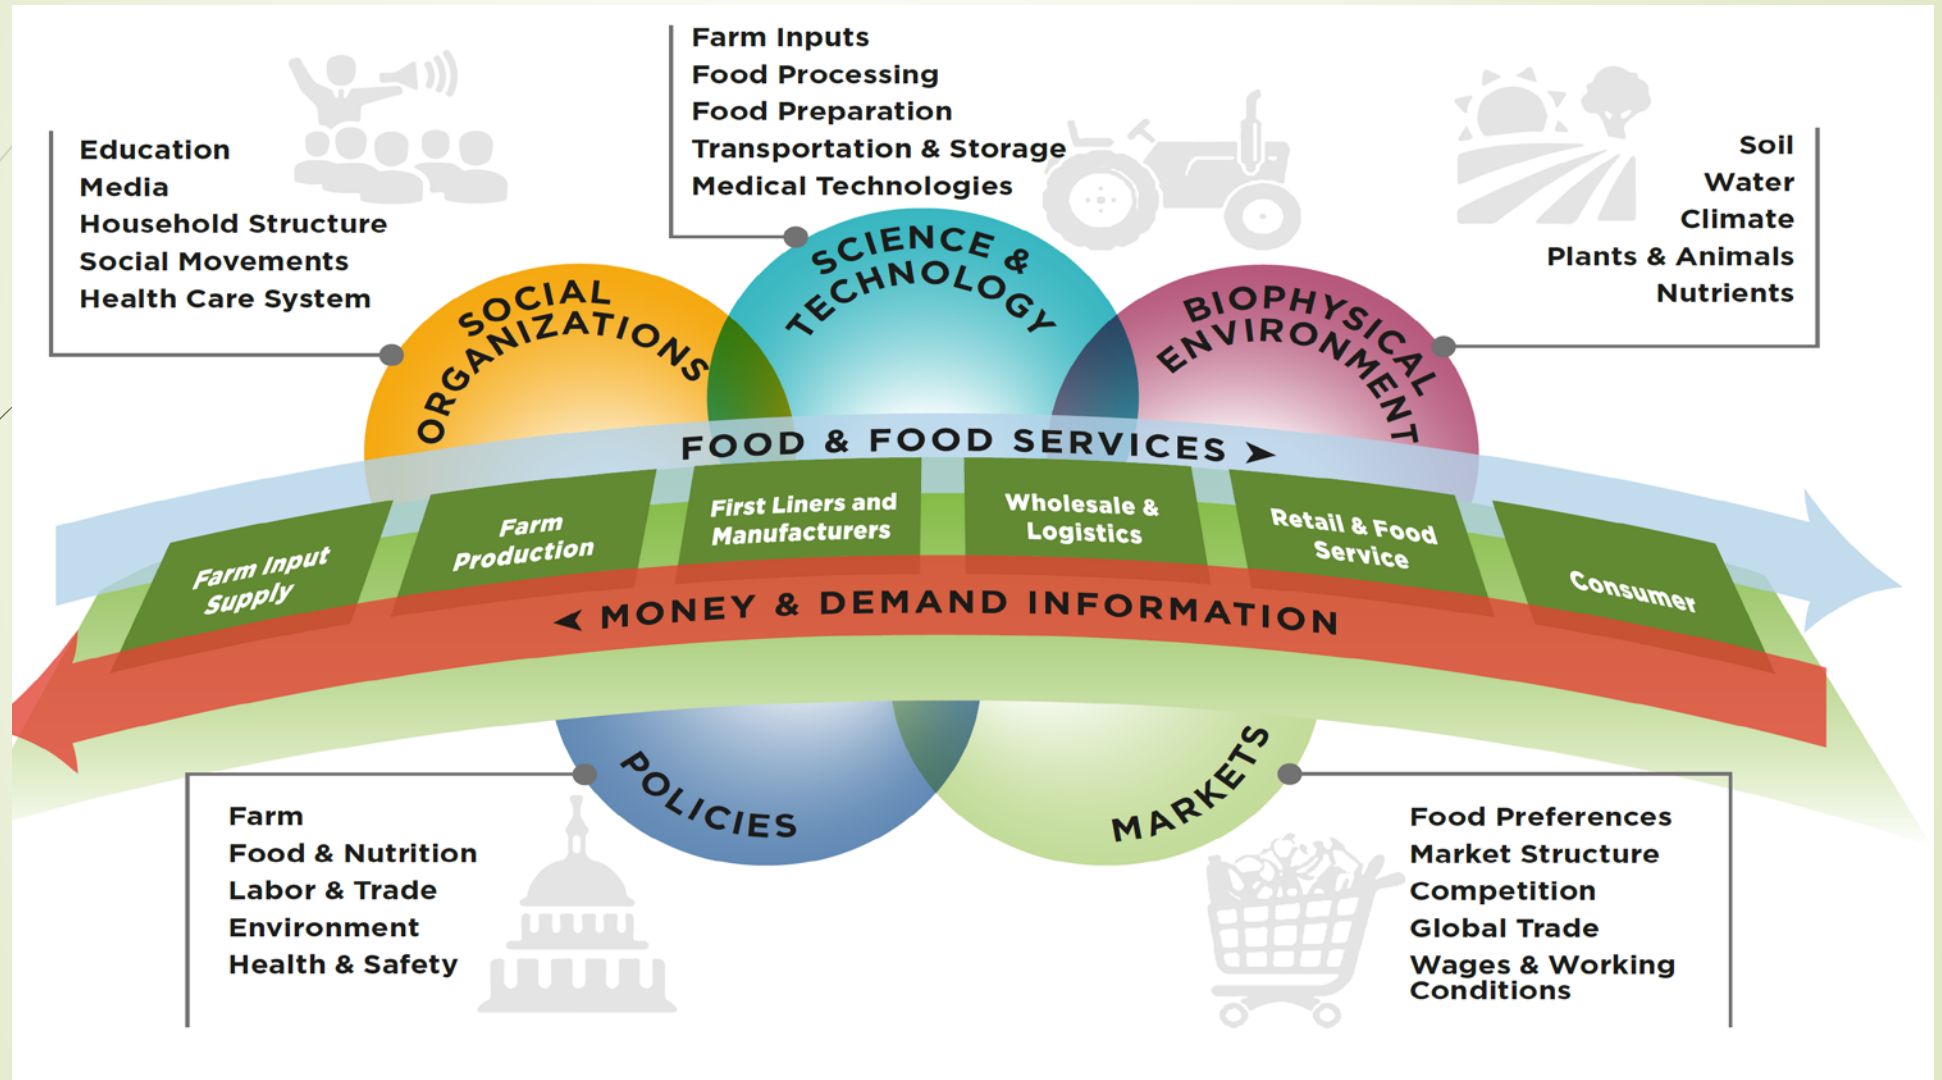 Farm Inputs
Food Processing
Food Preparation
Transportation & Storage
Medical Technologies
Education
Media
Household Structure
Social Movements
Health Care System
Soil
Water
Climate
Plants & Animals
Nutrients
SOCIAL
ORGANIZATIONS
SCIENCE &
TECHNOLOGY
BIOPHYSICAL
ENVIRONMENT
FOOD & FOOD SERVICES ➤
Farm Input
Supply
Farm
Production
First Liners and
Manufacturers
Wholesale &
Logistics
Retail & Food
Service
Consumer
⮜ MONEY & DEMAND INFORMATION
POLICIES
MARKETS
Farm
Food & Nutrition
Labor & Trade
Environment
Health & Safety
Food Preferences
Market Structure
Competition
Global Trade
Wages & Working
Conditions